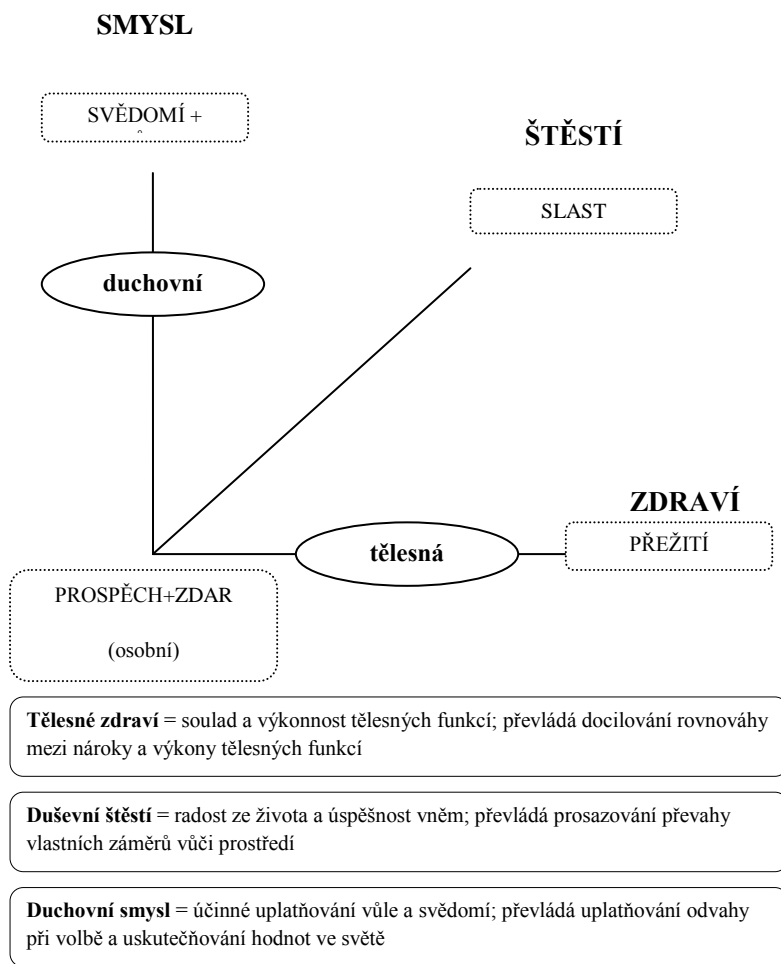 SMYSL
SVĚDOMÍ +
ŠTĚSTÍ
SLAST
duchovní
ZDRAVÍ
PŘEŽITÍ
tělesná
PROSPĚCH+ZDAR
(osobní)
Tělesné zdraví = soulad a výkonnost tělesných funkcí; převládá docilování rovnováhy
mezi nároky a výkony tělesných funkcí
Duševní štěstí = radost ze života a úspěšnost vněm; převládá prosazování převahy
vlastních záměrů vůči prostředí
Duchovní smysl = účinné uplatňování vůle a svědomí; převládá uplatňování odvahy
při volbě a uskutečňování hodnot ve světě